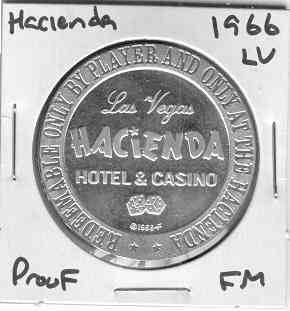 Hacienda 1966
LV
REDEEMABLE ONLY BY PLAYER AND ONLY AT THE HACIENDA
Las Vegas
HACIENDA
HOTEL & CASINO
©1966-F
Proof FM